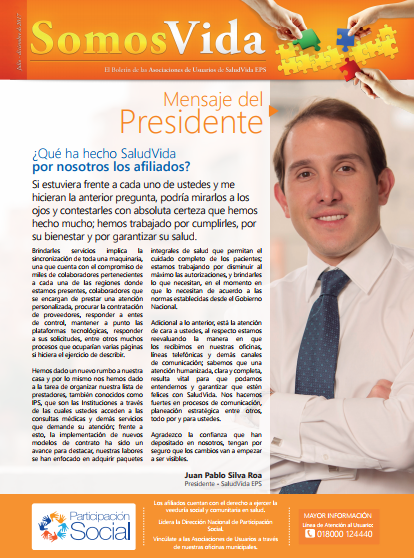 Julio - diciembre de 2017
SomosVida
El Boletín de las Asociaciones de Usuarios de SaludVida EPS
Mensaje del
Presidente
¿Qué ha hecho SaludVida
por nosotros los afiliados?
Si estuviera frente a cada uno de ustedes y me
hicieran la anterior pregunta, podría mirarlos a los
ojos y contestarles con absoluta certeza que hemos
hecho mucho; hemos trabajado por cumplirles, por
su bienestar y por garantizar su salud.
Brindarles servicios implica la
sincronización de toda una maquinaria,
una que cuenta con el compromiso de
miles de colaboradores pertenecientes
a cada una de las regiones donde
estamos presentes, colaboradores que
se encargan de prestar una atención
personalizada, procurar la contratación
de proveedores, responder a entes
de control, mantener a punto las
plataformas tecnológicas, responder
a sus solicitudes, entre otros muchos
procesos que ocuparían varias páginas
si hiciera el ejercicio de describir.
Hemos dado un nuevo rumbo a nuestra
casa y por lo mismo nos hemos dado
a la tarea de organizar nuestra lista de
prestadores, también conocidos como
IPS, que son las Instituciones a través
de las cuales ustedes acceden a las
consultas médicas y demás servicios
que demande su atención; frente a
esto, la implementación de nuevos
modelos de contrato ha sido un
avance para destacar, nuestras labores
se han enfocado en adquirir paquetes
integrales de salud que permitan el
cuidado completo de los pacientes;
estamos trabajando por disminuir al
máximo las autorizaciones, y brindarles
lo que necesitan, en el momento en
que lo necesitan de acuerdo a las
normas establecidas desde el Gobierno
Nacional.
Adicional a lo anterior, está la atención
de cara a ustedes, al respecto estamos
reevaluando la manera en que
los recibimos en nuestras oficinas,
líneas telefónicas y demás canales
de comunicación; sabemos que una
atención humanizada, clara y completa,
resulta vital para que podamos
entendernos y garantizar que estén
felices con SaludVida. Nos hacemos
fuertes en procesos de comunicación,
planeación estratégica entre otros,
todo por y para ustedes.
Agradezco la confianza que han
depositado en nosotros, tengan por
seguro que los cambios van a empezar
a ser visibles.
Juan Pablo Silva Roa
Presidente - SaludVida EPS
Participación
Social
Los afiliados cuentan con el derecho a ejercer la
veeduría social y comunitaria en salud.
Lidera la Dirección Nacional de Participación
Social.
Vincúlate a las Asociaciones de Usuarios a través
de nuestras oficinas municipales.
MAYOR INFORMACIÓN
Línea de Atención al Usuario:
018000 124440